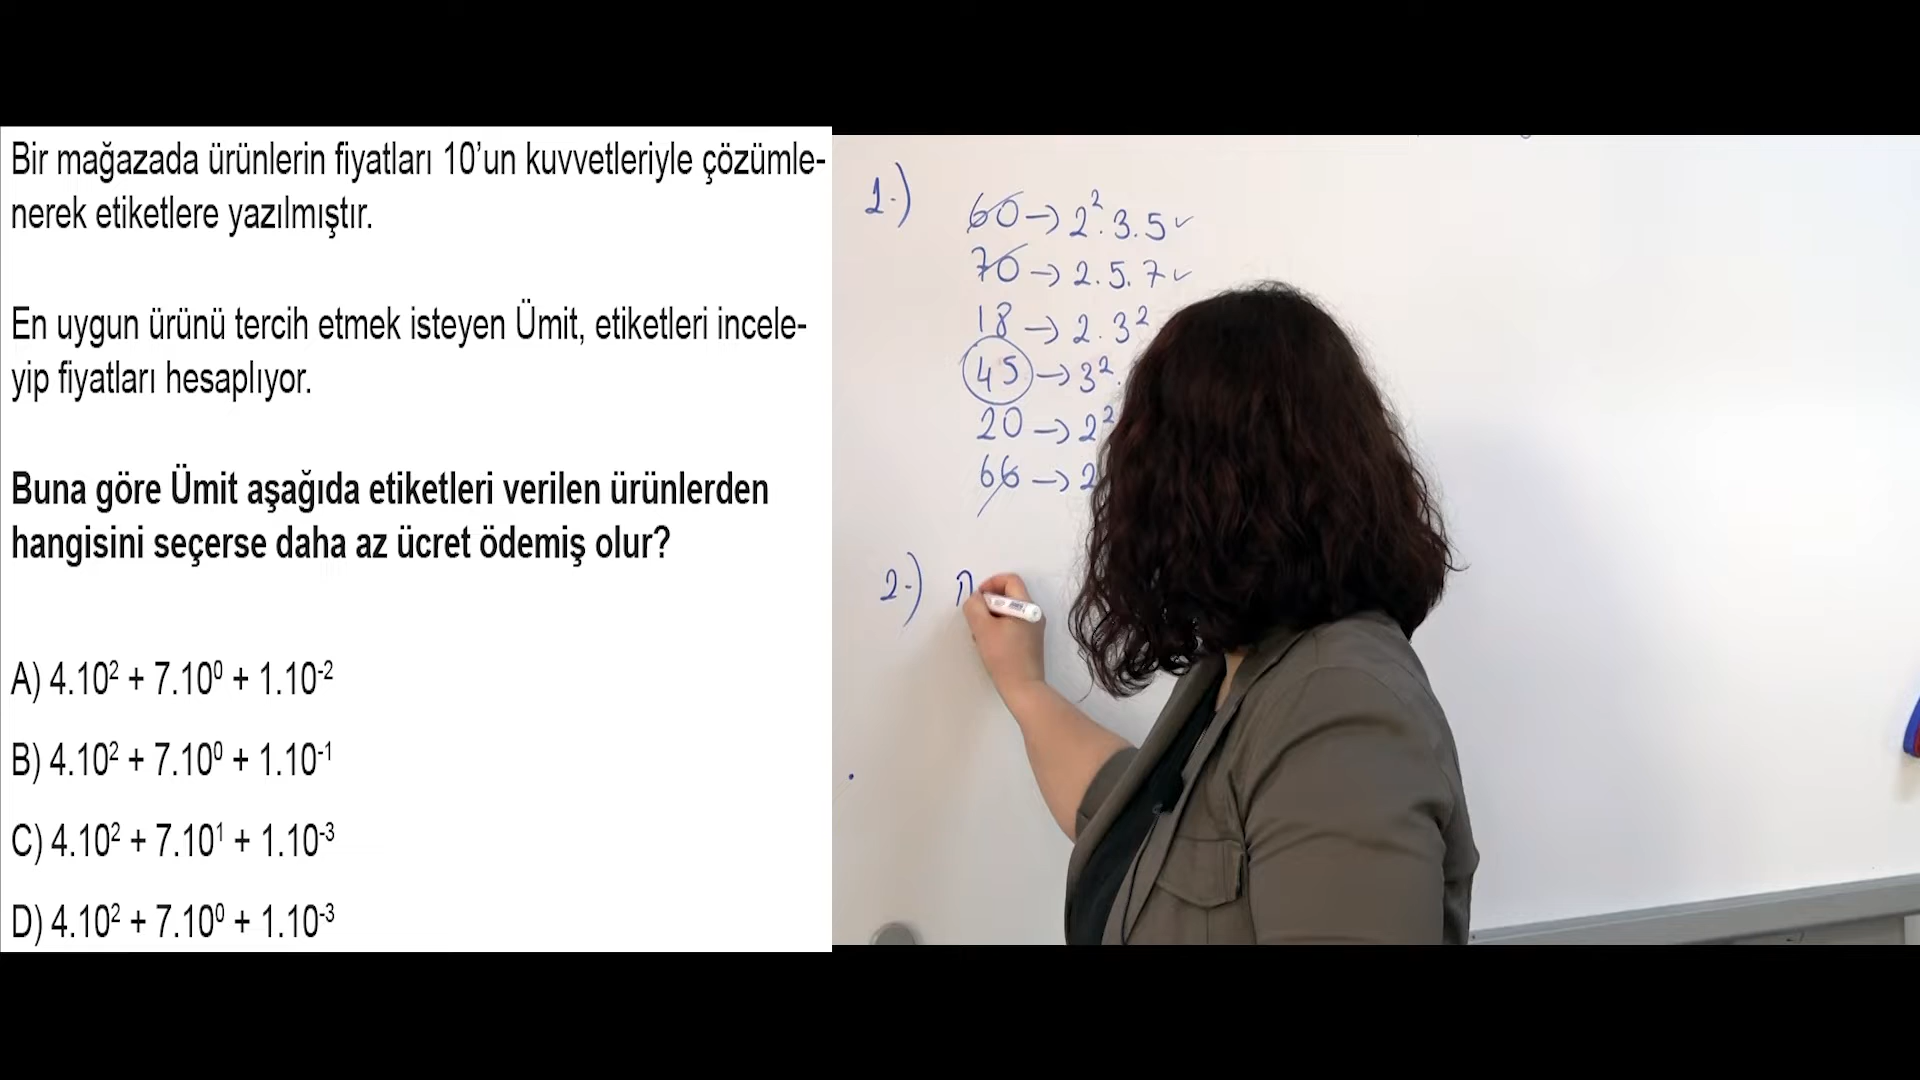 Bir mağazada ürünlerin fiyatları 10’un kuvvetleriyle çözümle-
nerek etiketlere yazılmıştır.
En uygun ürünü tercih etmek isteyen Ümit, etiketleri incele-
yip fiyatları hesaplıyor.
Buna göre Ümit aşağıda etiketleri verilen ürünlerden
hangisini seçerse daha az ücret ödemiş olur?
A) 4.10² + 7.10⁰ + 1.10⁻²
B) 4.10² + 7.10⁰ + 1.10⁻¹
C) 4.10² + 7.10¹ + 1.10⁻³
D) 4.10² + 7.10⁰ + 1.10⁻³
1.)
60 → 2².3.5 ✓
70 → 2.5.7 ✓
18 → 2.3²
45 → 3².
20 → 2²
66 → 2
2.)